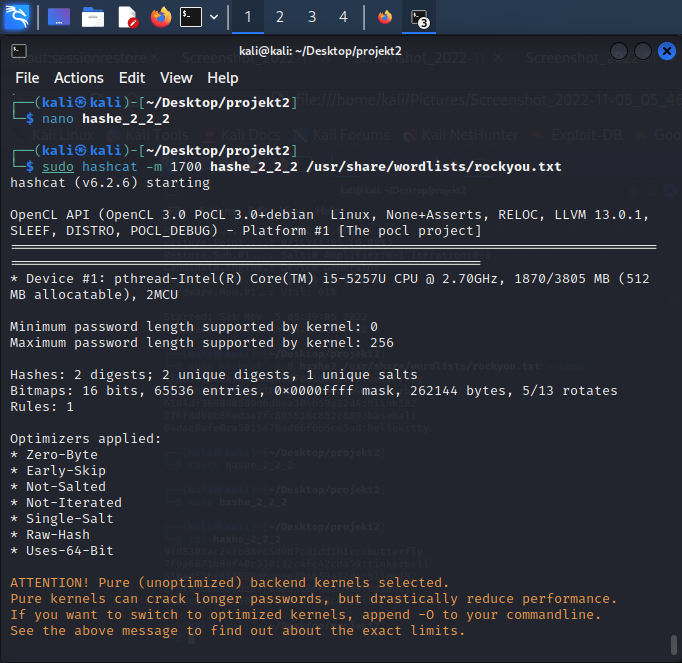 1 2 3 4 3
kali@kali: ~/Desktop/projekt2
File Actions Edit View Help
┌──(kali㉿kali)-[~/Desktop/projekt2]
└─$ nano hashe_2_2_2
┌──(kali㉿kali)-[~/Desktop/projekt2]
└─$ sudo hashcat -m 1700 hashe_2_2_2 /usr/share/wordlists/rockyou.txt
hashcat (v6.2.6) starting
OpenCL API (OpenCL 3.0 PoCL 3.0+debian  Linux, None+Asserts, RELOC, LLVM 13.0.1,
SLEEF, DISTRO, POCL_DEBUG) - Platform #1 [The pocl project]
* Device #1: pthread-Intel(R) Core(TM) i5-5257U CPU @ 2.70GHz, 1870/3805 MB (512
MB allocatable), 2MCU
Minimum password length supported by kernel: 0
Maximum password length supported by kernel: 256
Hashes: 2 digests; 2 unique digests, 1 unique salts
Bitmaps: 16 bits, 65536 entries, 0x0000ffff mask, 262144 bytes, 5/13 rotates
Rules: 1
Optimizers applied:
* Zero-Byte
* Early-Skip
* Not-Salted
* Not-Iterated
* Single-Salt
* Raw-Hash
* Uses-64-Bit
ATTENTION! Pure (unoptimized) backend kernels selected.
Pure kernels can crack longer passwords, but drastically reduce performance.
If you want to switch to optimized kernels, append -O to your commandline.
See the above message to find out about the exact limits.